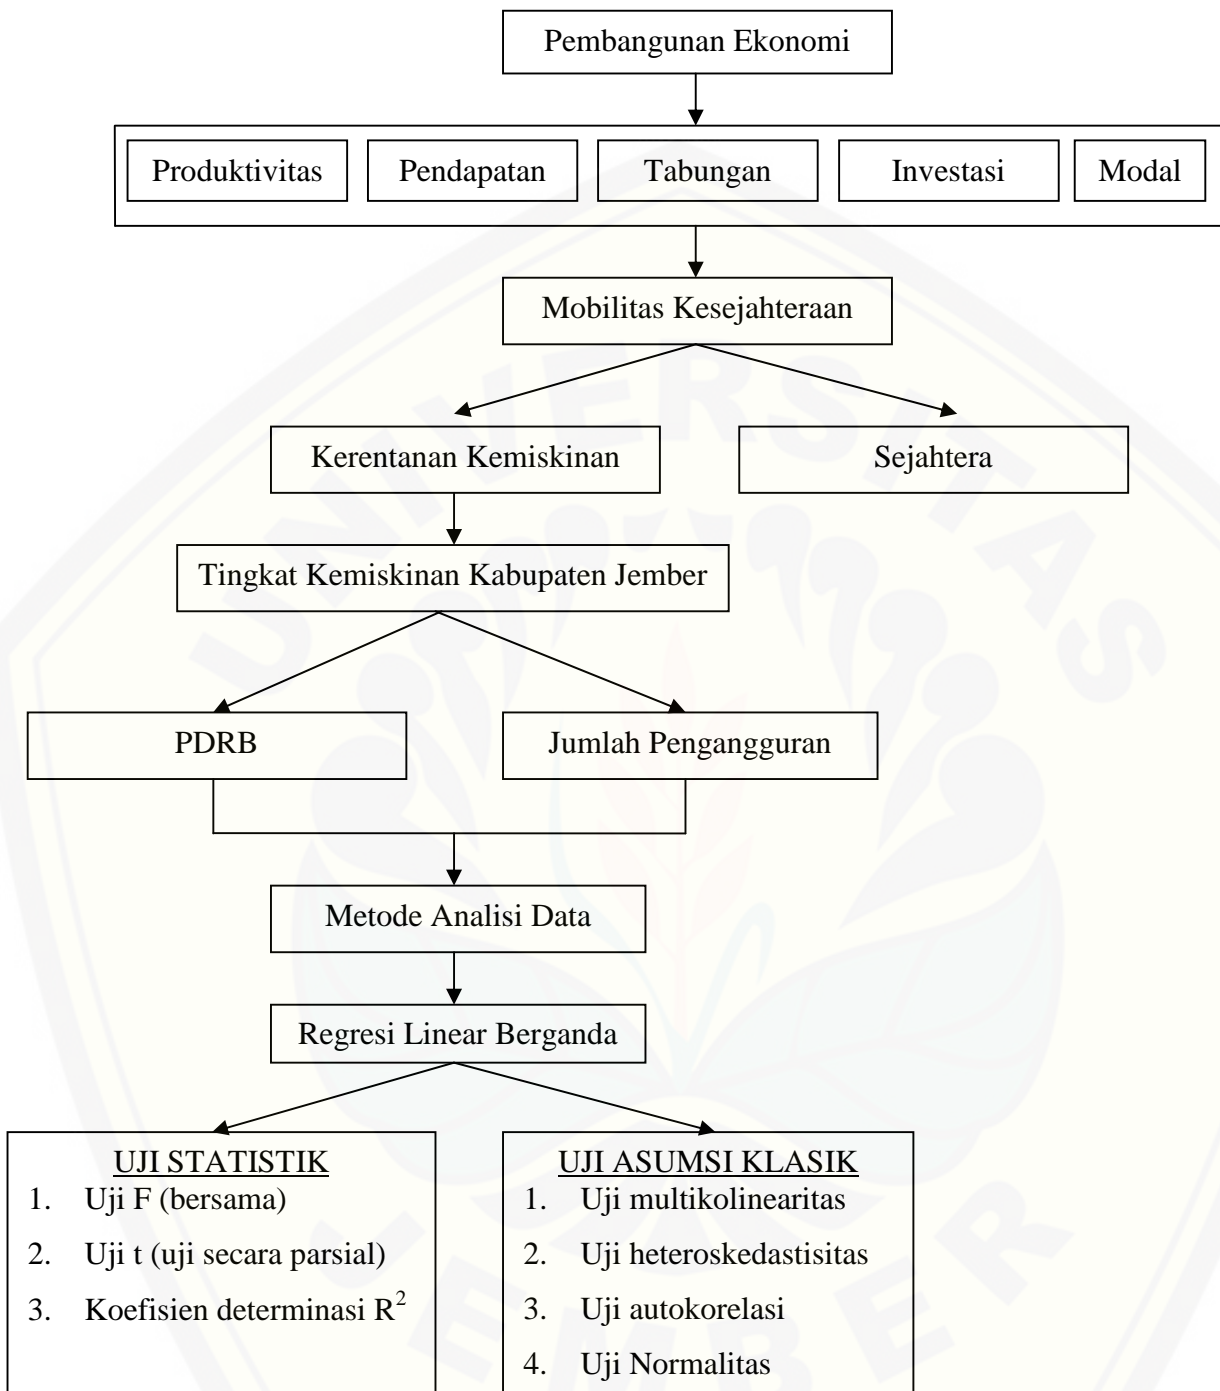 Pembangunan Ekonomi
Produktivitas
Pendapatan
Tabungan
Investasi
Modal
Mobilitas Kesejahteraan
Kerentanan Kemiskinan
Sejahtera
Tingkat Kemiskinan Kabupaten Jember
PDRB
Jumlah Pengangguran
Metode Analisi Data
Regresi Linear Berganda
UJI STATISTIK
1. Uji F (bersama)
2. Uji t (uji secara parsial)
3. Koefisien determinasi R²
UJI ASUMSI KLASIK
1. Uji multikolinearitas
2. Uji heteroskedastisitas
3. Uji autokorelasi
4. Uji Normalitas
UNIVERSITAS
JEMBER